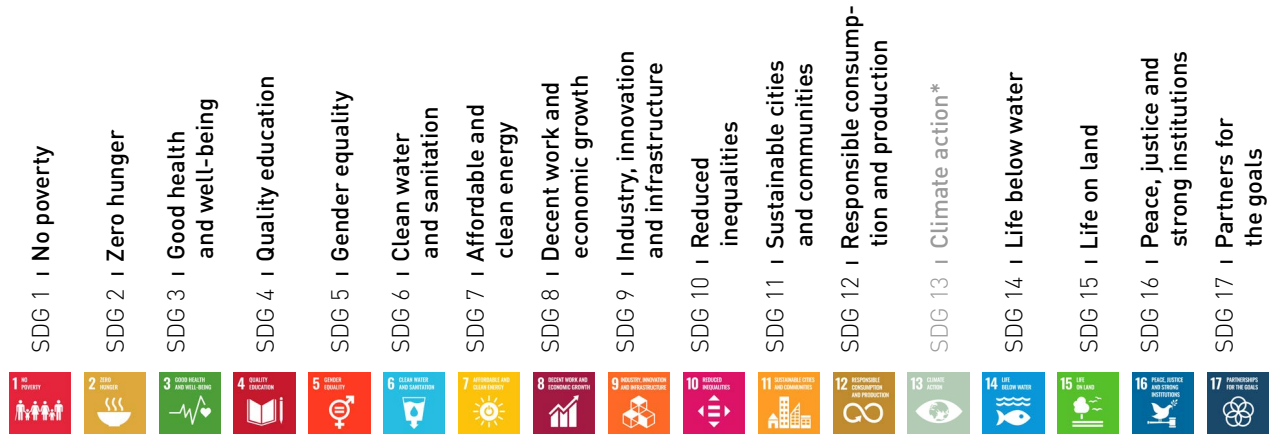 SDG 1 I No poverty
SDG 2 I Zero hunger
SDG 3 I Good health
and well-being
SDG 4 I Quality education
SDG 5 I Gender equality
SDG 6 I Clean water
and sanitation
SDG 7 I Affordable and
clean energy
SDG 8 I Decent work and
economic growth
SDG 9 I Industry, innovation
and infrastructure
SDG 10 I Reduced
inequalities
SDG 11 I Sustainable cities
and communities
SDG 12 I Responsible consump-
tion and production
SDG 13 I Climate action*
SDG 14 I Life below water
SDG 15 I Life on land
SDG 16 I Peace, justice and
strong institutions
SDG 17 I Partners for
the goals
1 NO
POVERTY
2 ZERO
HUNGER
3 GOOD HEALTH
AND WELL-BEING
4 QUALITY
EDUCATION
5 GENDER
EQUALITY
6 CLEAN WATER
AND SANITATION
7 AFFORDABLE AND
CLEAN ENERGY
8 DECENT WORK AND
ECONOMIC GROWTH
9 INDUSTRY, INNOVATION
AND INFRASTRUCTURE
10 REDUCED
INEQUALITIES
11 SUSTAINABLE CITIES
AND COMMUNITIES
12 RESPONSIBLE
CONSUMPTION
AND PRODUCTION
13 CLIMATE
ACTION
14 LIFE
BELOW WATER
15 LIFE
ON LAND
16 PEACE, JUSTICE
AND STRONG
INSTITUTIONS
17 PARTNERSHIPS
FOR THE GOALS